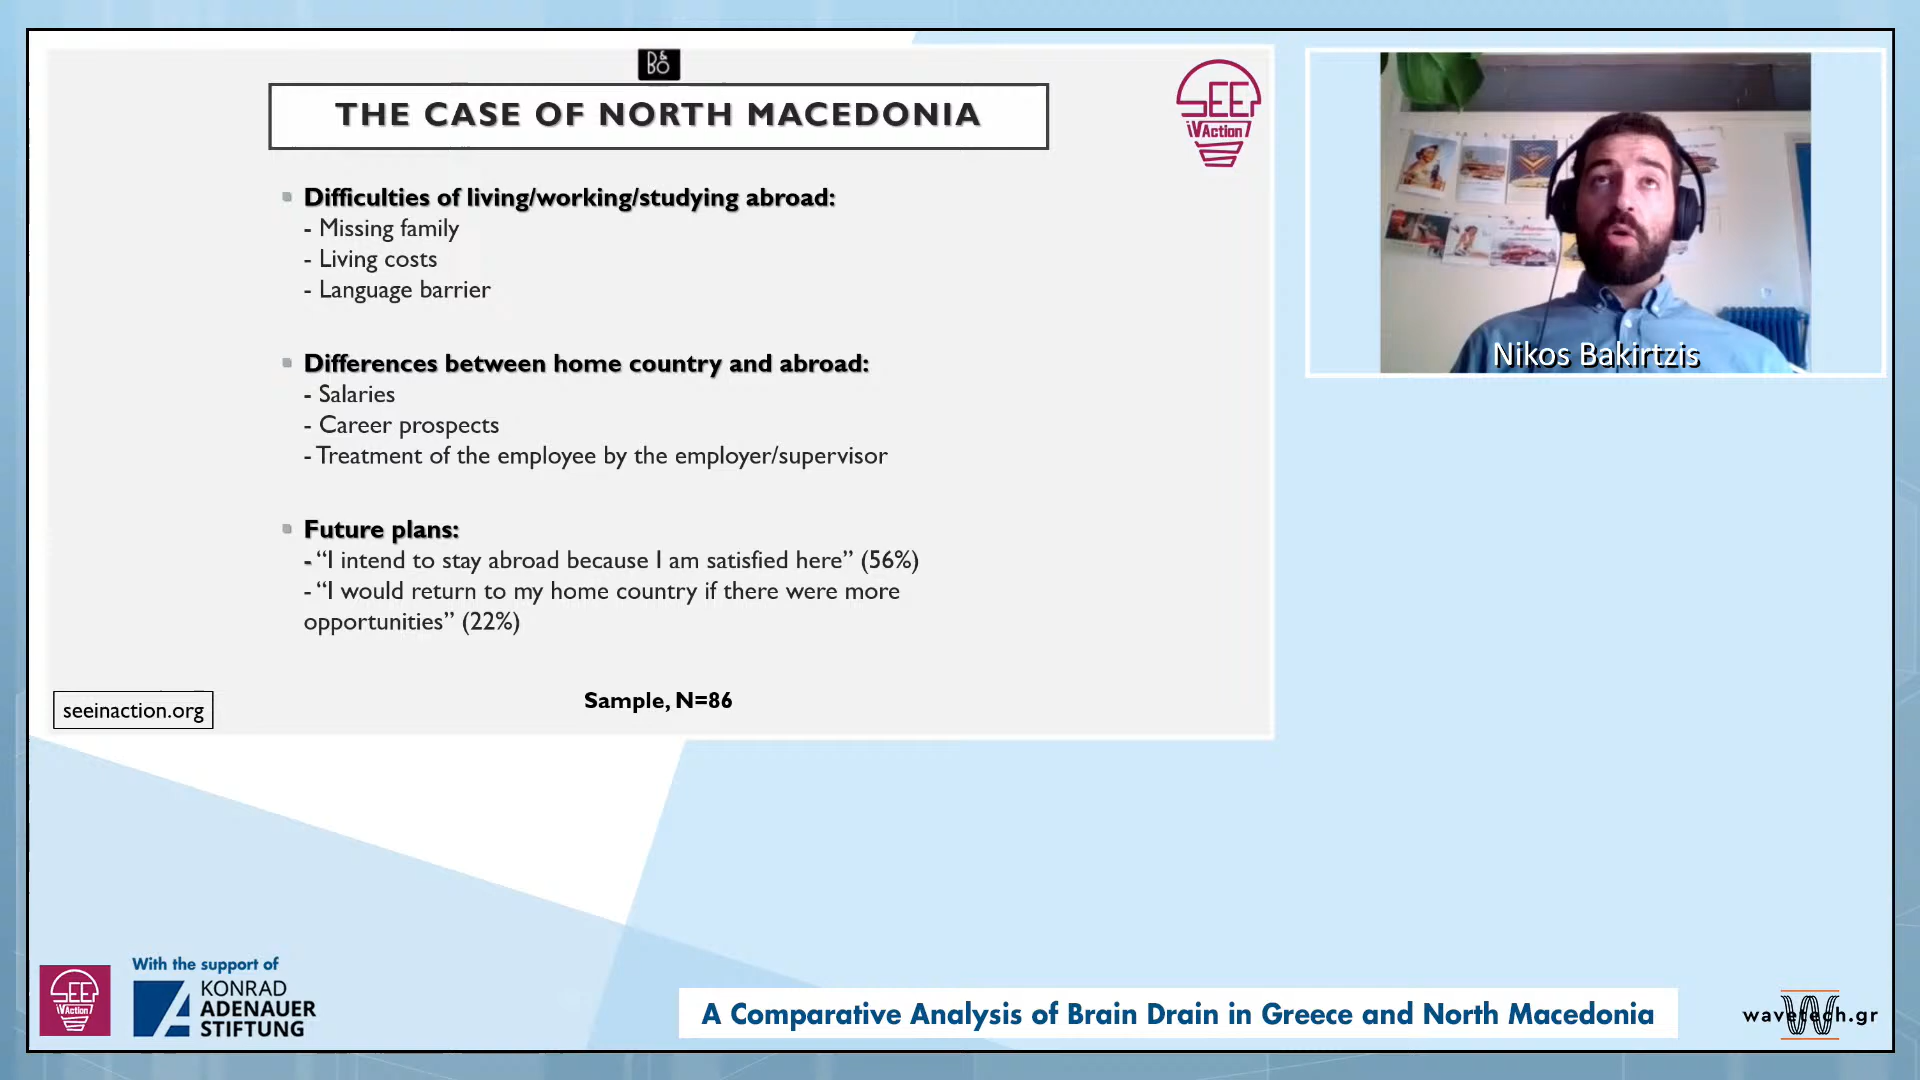 B&O
THE CASE OF NORTH MACEDONIA
SEE
iNAction
Difficulties of living/working/studying abroad:
- Missing family
- Living costs
- Language barrier
Differences between home country and abroad:
- Salaries
- Career prospects
- Treatment of the employee by the employer/supervisor
Future plans:
- “I intend to stay abroad because I am satisfied here” (56%)
- “I would return to my home country if there were more
opportunities” (22%)
Sample, N=86
seeinaction.org
Nikos Bakirtzis
SEE
iNAction
With the support of
KONRAD
ADENAUER
STIFTUNG
A Comparative Analysis of Brain Drain in Greece and North Macedonia
wavetech.gr